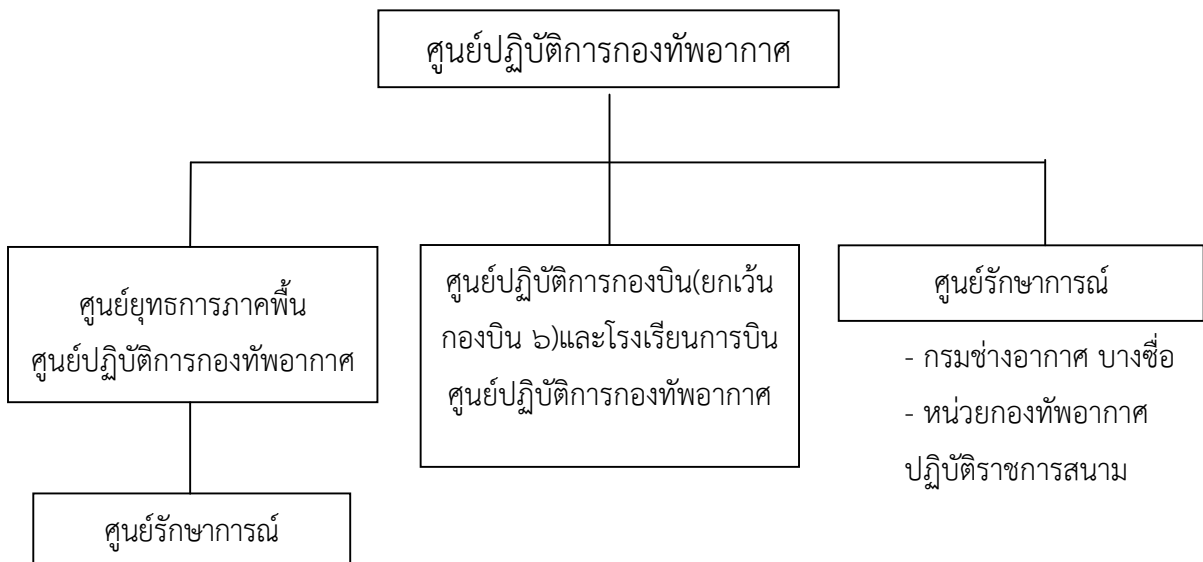 ศูนย์ปฏิบัติการกองทัพอากาศ
ศูนย์ยุทธการภาคพื้น
ศูนย์ปฏิบัติการกองทัพอากาศ
ศูนย์รักษาการณ์
ศูนย์ปฏิบัติการกองบิน(ยกเว้น
กองบิน ๖)และโรงเรียนการบิน
ศูนย์ปฏิบัติการกองทัพอากาศ
ศูนย์รักษาการณ์
- กรมช่างอากาศ บางซื่อ
- หน่วยกองทัพอากาศ
ปฏิบัติราชการสนาม